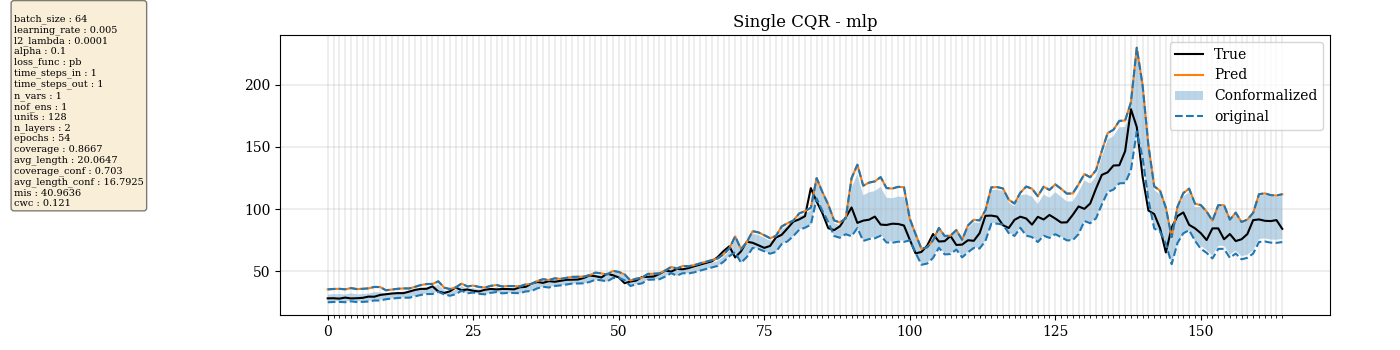 batch_size : 64
learning_rate : 0.005
l2_lambda : 0.0001
alpha : 0.1
loss_func : pb
time_steps_in : 1
time_steps_out : 1
n_vars : 1
nof_ens : 1
units : 128
n_layers : 2
epochs : 54
coverage : 0.8667
avg_length : 20.0647
coverage_conf : 0.703
avg_length_conf : 16.7925
mis : 40.9636
cwc : 0.121
Single CQR - mlp
True
Pred
Conformalized
original
200
150
100
50
0 25 50 75 100 125 150